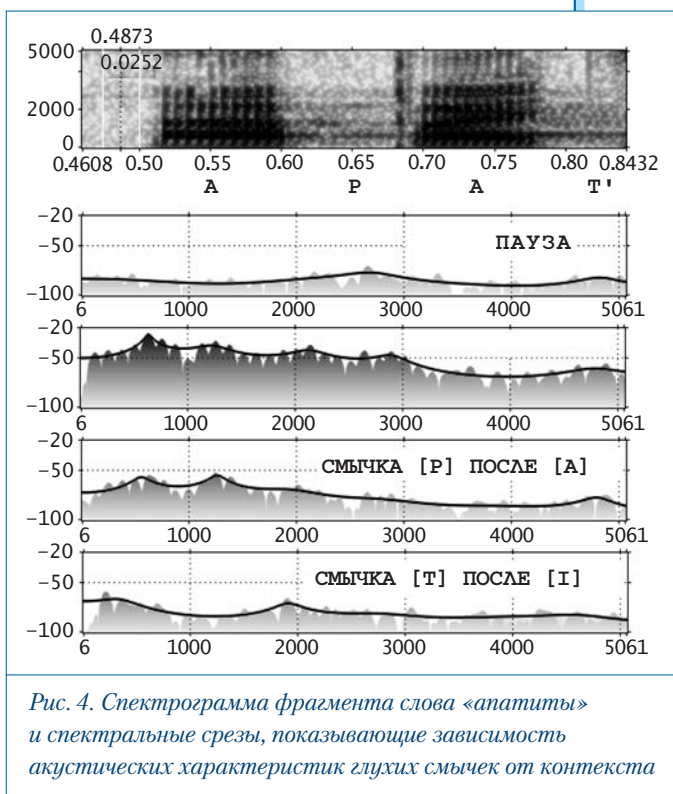 0.4873
5000
0.0252
2000
0
0.4608 0.50 0.55 0.60 0.65 0.70 0.75 0.80 0.8432
A P A T'
-20
-50 ПАУЗА
-100
6 1000 2000 3000 4000 5061
-20
-50
-100
6 1000 2000 3000 4000 5061
-20
-50 СМЫЧКА [P] ПОСЛЕ [A]
-100
6 1000 2000 3000 4000 5061
-20
-50 СМЫЧКА [T] ПОСЛЕ [I]
-100
6 1000 2000 3000 4000 5061
Рис. 4. Спектрограмма фрагмента слова «апатиты»
и спектральные срезы, показывающие зависимость
акустических характеристик глухих смычек от контекста